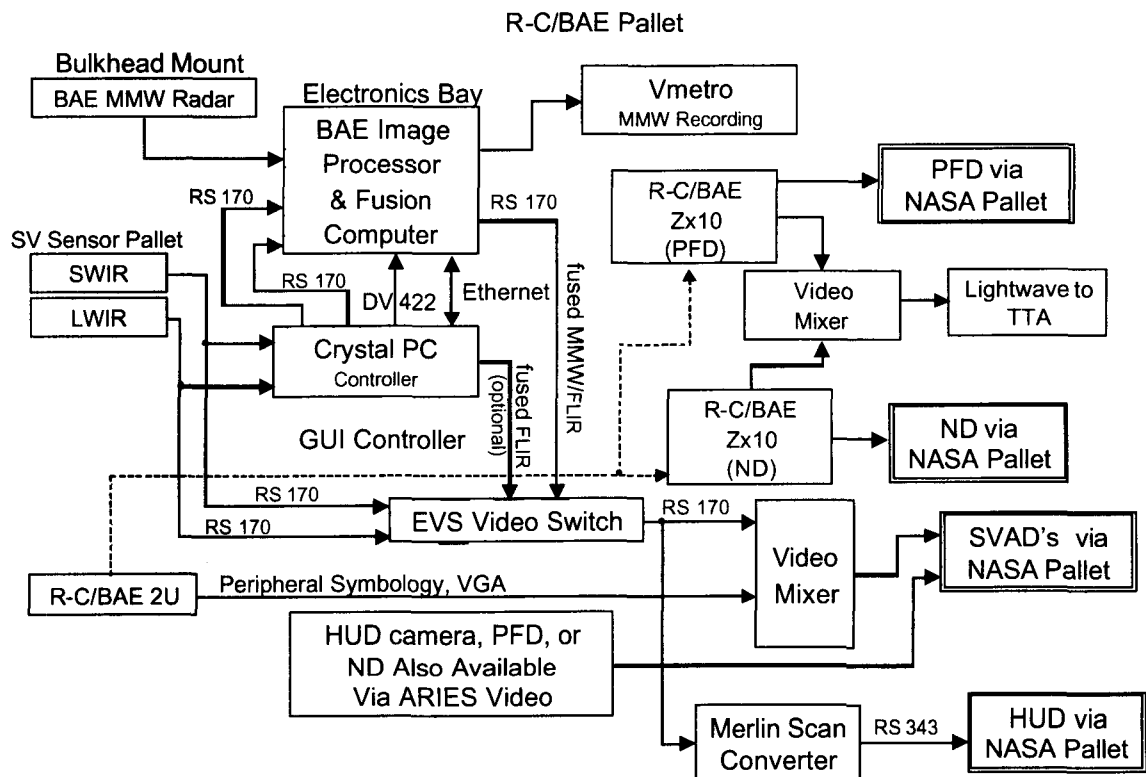 R-C/BAE Pallet
Bulkhead Mount
BAE MMW Radar
Electronics Bay
BAE Image
Processor
& Fusion
Computer
Vmetro
MMW Recording
PFD via
NASA Pallet
R-C/BAE
Zx10
(PFD)
RS 170
RS 170
SV Sensor Pallet
SWIR
LWIR
RS 170
DV 422
Ethernet
fused MMW/FLIR
Video
Mixer
Lightwave to
TTA
Crystal PC
Controller
fused FLIR
(optional)
GUI Controller
R-C/BAE
Zx10
(ND)
ND via
NASA Pallet
RS 170
RS 170
EVS Video Switch
RS 170
Video
Mixer
SVAD's via
NASA Pallet
R-C/BAE 2U
Peripheral Symbology, VGA
HUD camera, PFD, or
ND Also Available
Via ARIES Video
Merlin Scan
Converter
RS 343
HUD via
NASA Pallet